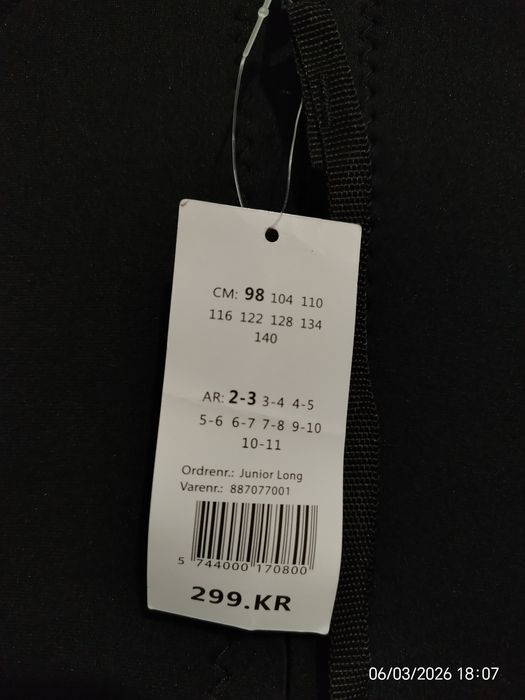 CM: 98 104 110
116 122 128 134
140
AR: 2-3 3-4 4-5
5-6 6-7 7-8 9-10
10-11
Ordrenr.: Junior Long
Varenr.: 887077001
5 744000 170800
299.KR
06/03/2026 18:07